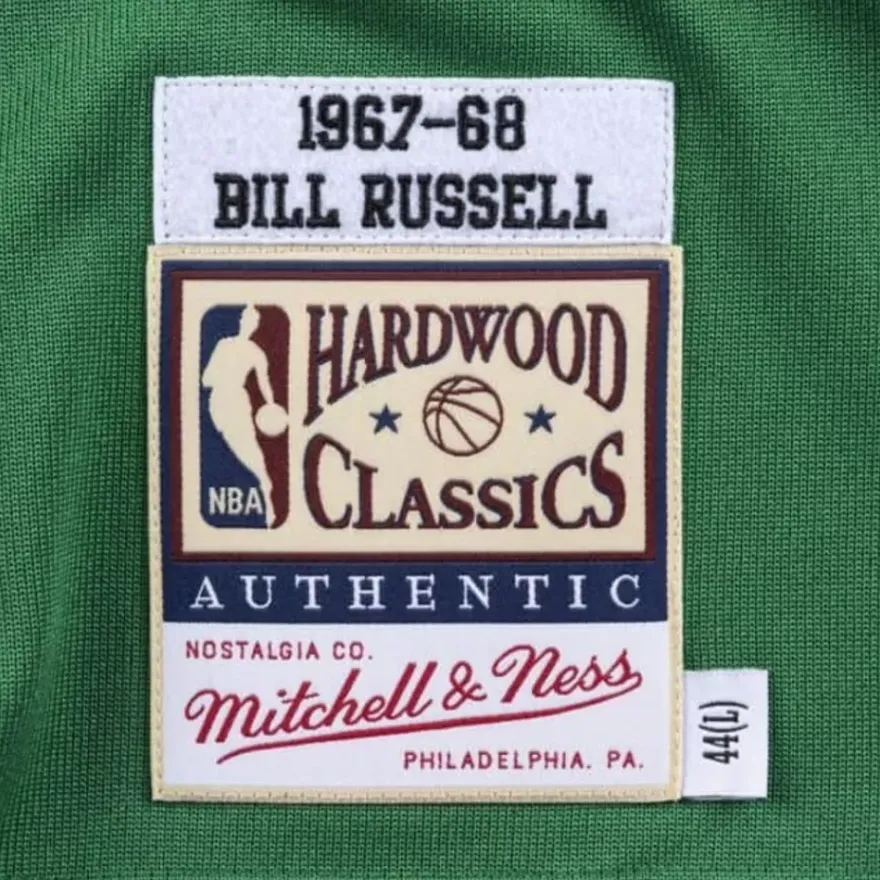 1967-68
BILL RUSSELL
HARDWOOD
CLASSICS
NBA
AUTHENTIC
NOSTALGIA CO.
Mitchell & Ness
PHILADELPHIA. PA.
44(L)